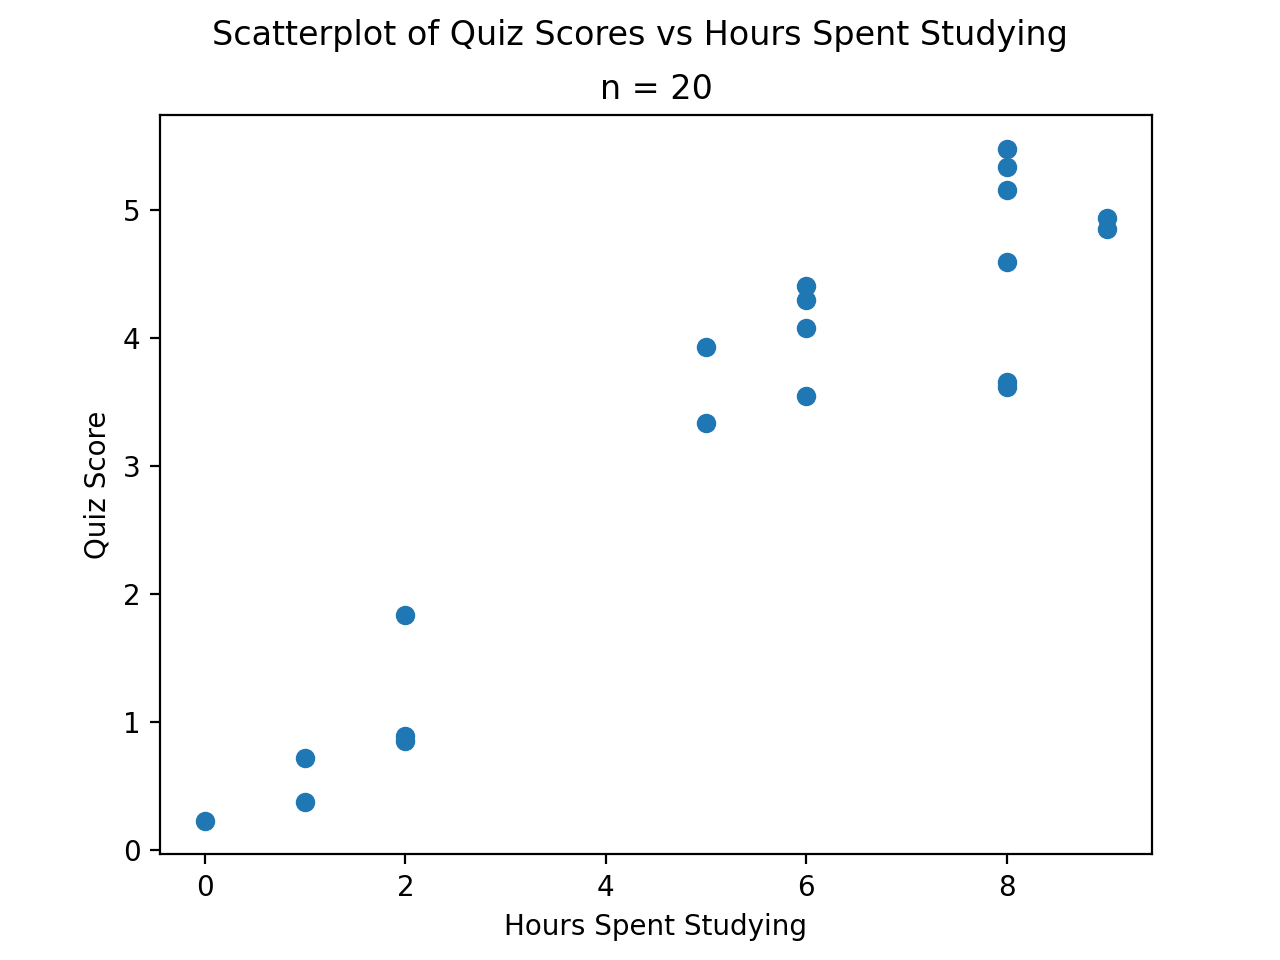 Scatterplot of Quiz Scores vs Hours Spent Studying
n = 20
5
4
3
2
1
0
Quiz Score
0 2 4 6 8
Hours Spent Studying